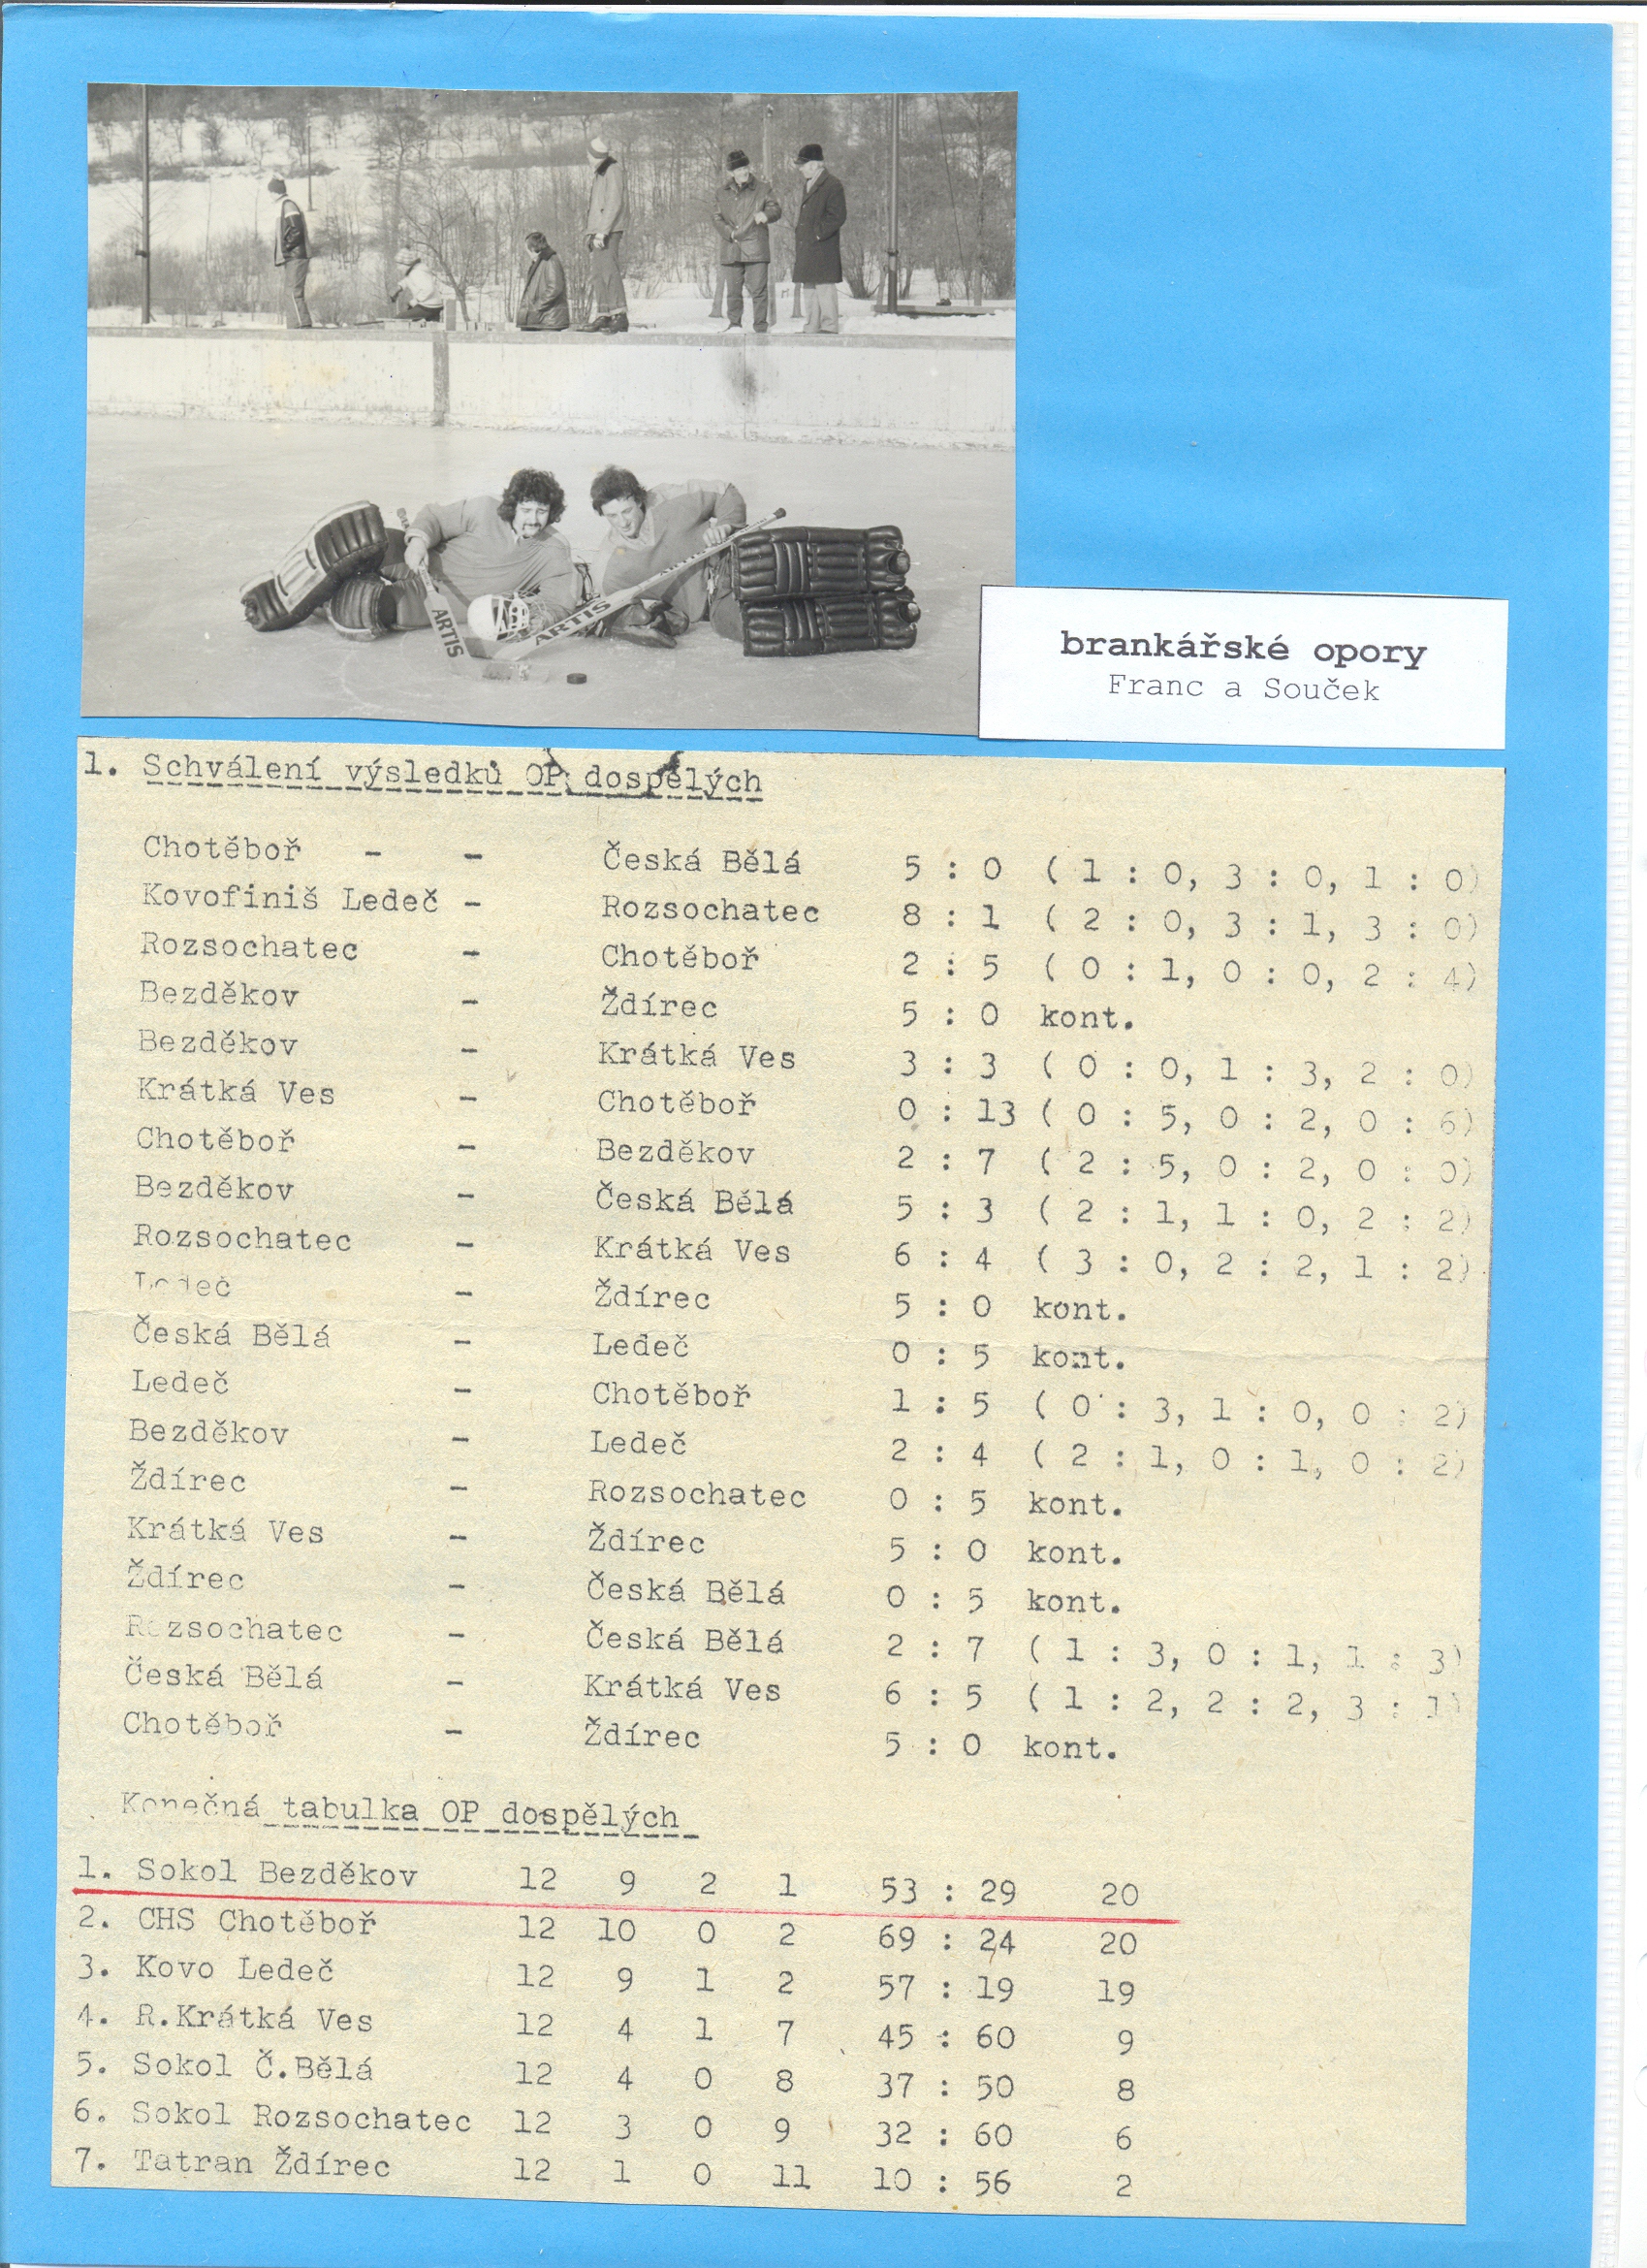 ARTIS
ARTIS
brankářské opory
Franc a Souček
1. Schválení výsledků OP dospělých
Chotěboř - - Česká Bělá 5 : 0 ( 1 : 0, 3 : 0, 1 : 0)
Kovofiniš Ledeč - Rozsochatec 8 : 1 ( 2 : 0, 3 : 1, 3 : 0)
Rozsochatec - Chotěboř 2 : 5 ( 0 : 1, 0 : 0, 2 : 4)
Bezděkov - Ždírec 5 : 0 kont.
Bezděkov - Krátká Ves 3 : 3 ( 0 : 0, 1 : 3, 2 : 0)
Krátká Ves - Chotěboř 0 : 13 ( 0 : 5, 0 : 2, 0 : 6)
Chotěboř - Bezděkov 2 : 7 ( 2 : 5, 0 : 2, 0 : 0)
Bezděkov - Česká Bělá 5 : 3 ( 2 : 1, 1 : 0, 2 : 2)
Rozsochatec - Krátká Ves 6 : 4 ( 3 : 0, 2 : 2, 1 : 2)
Ledeč - Ždírec 5 : 0 kont.
Česká Bělá - Ledeč 0 : 5 kont.
Ledeč - Chotěboř 1 : 5 ( 0 : 3, 1 : 0, 0 : 2)
Bezděkov - Ledeč 2 : 4 ( 2 : 1, 0 : 1, 0 : 2)
Ždírec - Rozsochatec 0 : 5 kont.
Krátká Ves - Ždírec 5 : 0 kont.
Ždírec - Česká Bělá 0 : 5 kont.
Rozsochatec - Česká Bělá 2 : 7 ( 1 : 3, 0 : 1, 1 : 3)
Česká Bělá - Krátká Ves 6 : 5 ( 1 : 2, 2 : 2, 3 : 1)
Chotěboř - Ždírec 5 : 0 kont.
Konečná tabulka OP dospělých
1. Sokol Bezděkov 12 9 2 1 53 : 29 20
2. CHS Chotěboř 12 10 0 2 69 : 24 20
3. Kovo Ledeč 12 9 1 2 57 : 19 19
4. R.Krátká Ves 12 4 1 7 45 : 60 9
5. Sokol Č.Bělá 12 4 0 8 37 : 50 8
6. Sokol Rozsochatec 12 3 0 9 32 : 60 6
7. Tatran Ždírec 12 1 0 11 10 : 56 2